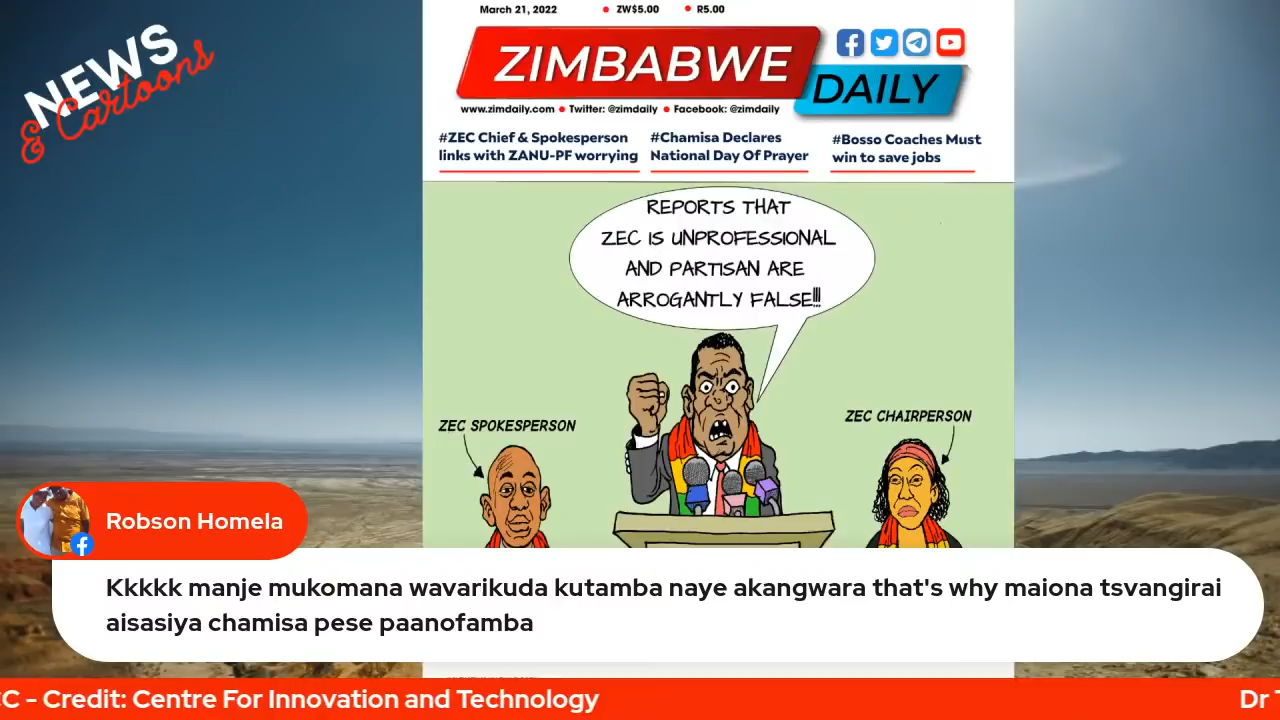 NEWS
& Cartoons
March 21, 2022 • ZW$5.00 • R5.00
ZIMBABWE
DAILY
www.zimdaily.com • Twitter: @zimdaily • Facebook: @zimdaily
#ZEC Chief & Spokesperson
links with ZANU-PF worrying
#Chamisa Declares
National Day Of Prayer
#Bosso Coaches Must
win to save jobs
REPORTS THAT
ZEC IS UNPROFESSIONAL
AND PARTISAN ARE
ARROGANTLY FALSE!!!
ZEC SPOKESPERSON
ZEC CHAIRPERSON
Robson Homela
Kkkkk manje mukomana wavarikuda kutamba naye akangwara that's why maiona tsvangirai
aisasiya chamisa pese paanofamba
C - Credit: Centre For Innovation and Technology
Dr